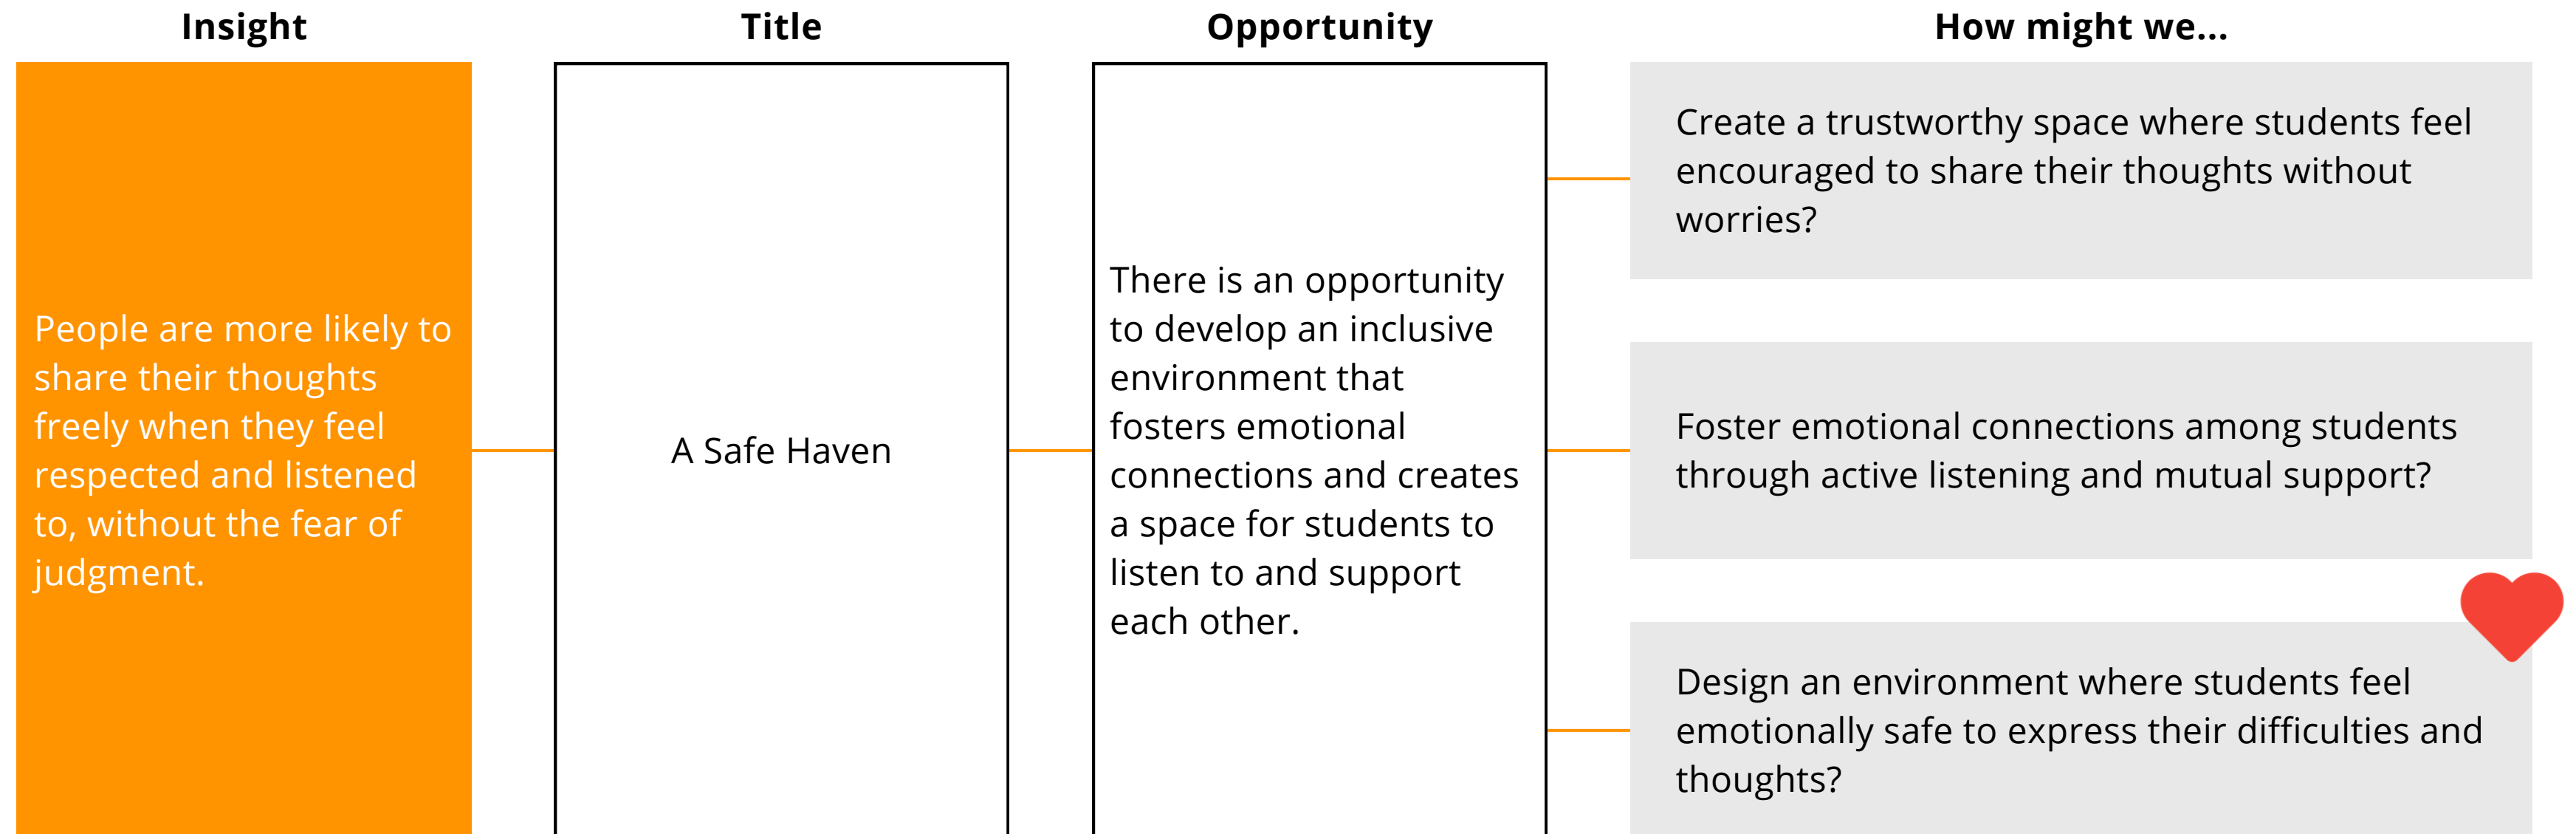 Insight
Title
Opportunity
How might we...
People are more likely to
share their thoughts
freely when they feel
respected and listened
to, without the fear of
judgment.
A Safe Haven
There is an opportunity
to develop an inclusive
environment that
fosters emotional
connections and creates
a space for students to
listen to and support
each other.
Create a trustworthy space where students feel
encouraged to share their thoughts without
worries?
Foster emotional connections among students
through active listening and mutual support?
Design an environment where students feel
emotionally safe to express their difficulties and
thoughts?